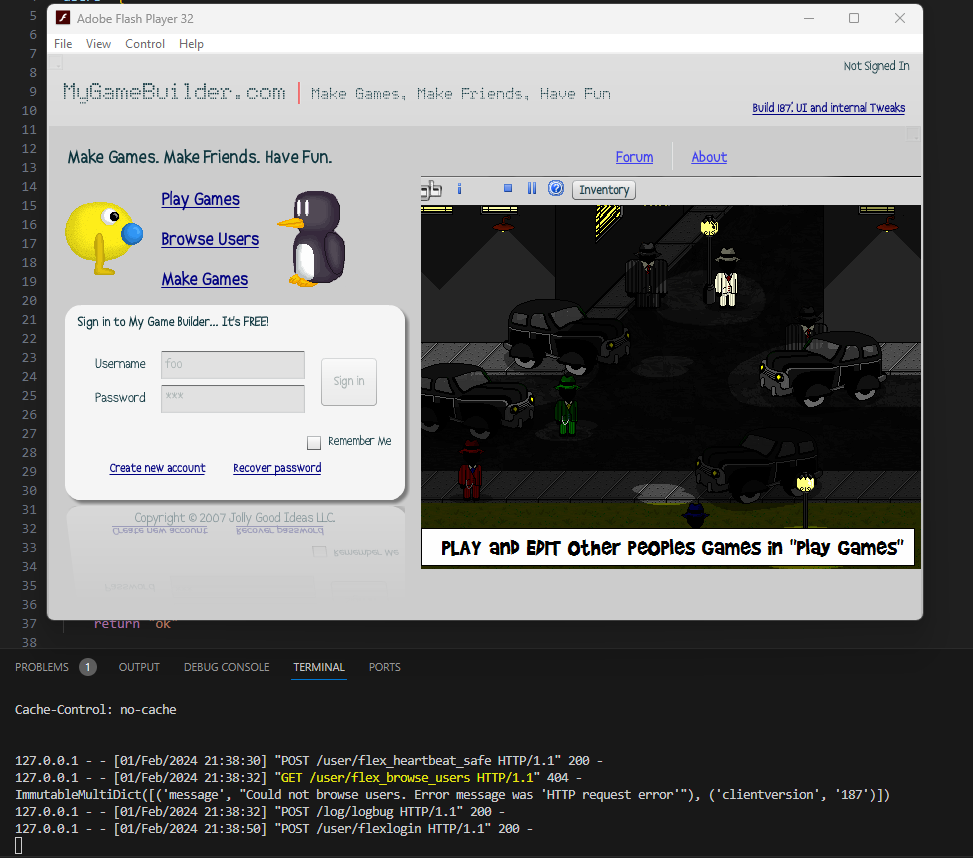 5
Adobe Flash Player 32
6
7
File View Control Help
8
Not Signed In
9
MyGameBuilder.com | Make Games, Make Friends, Have Fun
10
Build 187: UI and internal Tweaks
11
12
Make Games. Make Friends. Have Fun.
Forum
About
13
14
Play Games
i
Inventory
15
16
17
Browse Users
18
19
Make Games
20
21
Sign in to My Game Builder... It's FREE!
22
23
Username foo
24
Sign in
25
Password ***
26
27
Remember Me
28
29
Create new account Recover password
30
31
Copyright © 2007 Jolly Good Ideas LLC.
32
Create new account Recover password
33
Remember Me
PLAY and EDIT Other PeOPLes Games in "PLay Games"
34
35
36
37
return "ok
38
PROBLEMS 1 OUTPUT DEBUG CONSOLE TERMINAL PORTS
Cache-Control: no-cache
127.0.0.1 - - [01/Feb/2024 21:38:30] "POST /user/flex_heartbeat_safe HTTP/1.1" 200 -
127.0.0.1 - - [01/Feb/2024 21:38:32] "GET /user/flex_browse_users HTTP/1.1" 404 -
ImmutableMultiDict([('message', "Could not browse users. Error message was 'HTTP request error'"), ('clientversion', '187')])
127.0.0.1 - - [01/Feb/2024 21:38:32] "POST /log/logbug HTTP/1.1" 200 -
127.0.0.1 - - [01/Feb/2024 21:38:50] "POST /user/flexlogin HTTP/1.1" 200 -